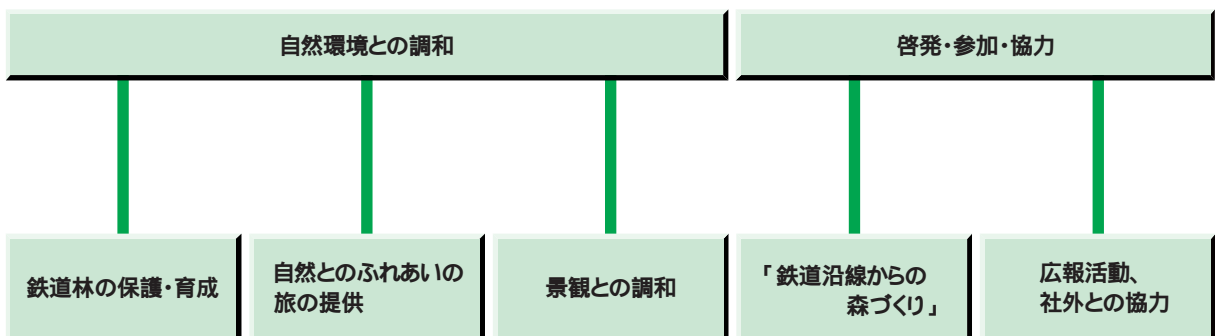 自然環境との調和
啓発・参加・協力
鉄道林の保護・育成
自然とのふれあいの
旅の提供
景観との調和
「鉄道沿線からの
森づくり」
広報活動、
社外との協力